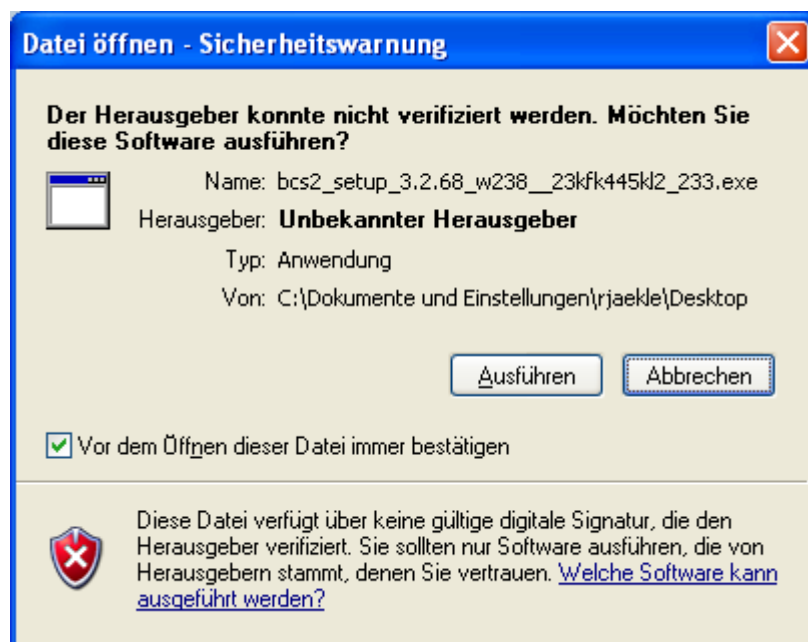 Datei öffnen - Sicherheitswarnung
Der Herausgeber konnte nicht verifiziert werden. Möchten Sie
diese Software ausführen?
Name: bcs2_setup_3.2.68_w238__23kfk445kl2_233.exe
Herausgeber: Unbekannter Herausgeber
Typ: Anwendung
Von: C:\Dokumente und Einstellungen\rjaekle\Desktop
Ausführen Abbrechen
Vor dem Öffnen dieser Datei immer bestätigen
Diese Datei verfügt über keine gültige digitale Signatur, die den
Herausgeber verifiziert. Sie sollten nur Software ausführen, die von
Herausgebern stammt, denen Sie vertrauen. Welche Software kann
ausgeführt werden?